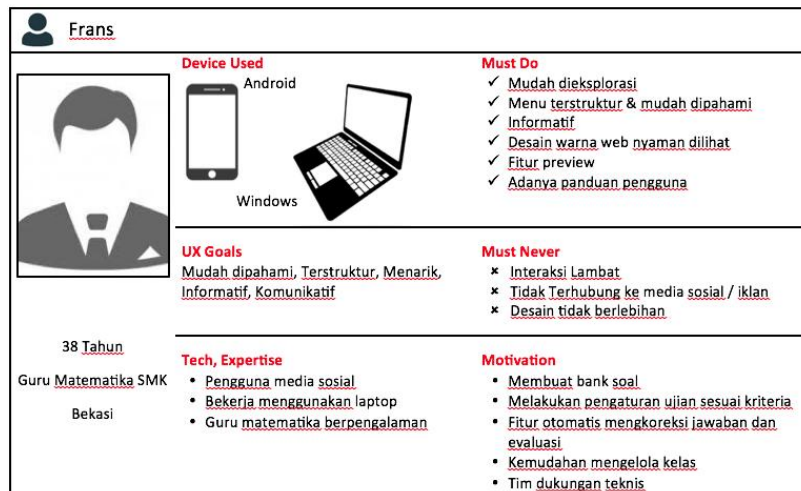 Frans
Device Used
Android
Windows
Must Do
✓ Mudah dieksplorasi
✓ Menu terstruktur & mudah dipahami
✓ Informatif
✓ Desain warna web nyaman dilihat
✓ Fitur preview
✓ Adanya panduan pengguna
UX Goals
Mudah dipahami, Terstruktur, Menarik,
Informatif, Komunikatif
Must Never
× Interaksi Lambat
× Tidak Terhubung ke media sosial / iklan
× Desain tidak berlebihan
38 Tahun
Guru Matematika SMK
Bekasi
Tech, Expertise
• Pengguna media sosial
• Bekerja menggunakan laptop
• Guru matematika berpengalaman
Motivation
• Membuat bank soal
• Melakukan pengaturan ujian sesuai kriteria
• Fitur otomatis mengkoreksi jawaban dan
evaluasi
• Kemudahan mengelola kelas
• Tim dukungan teknis